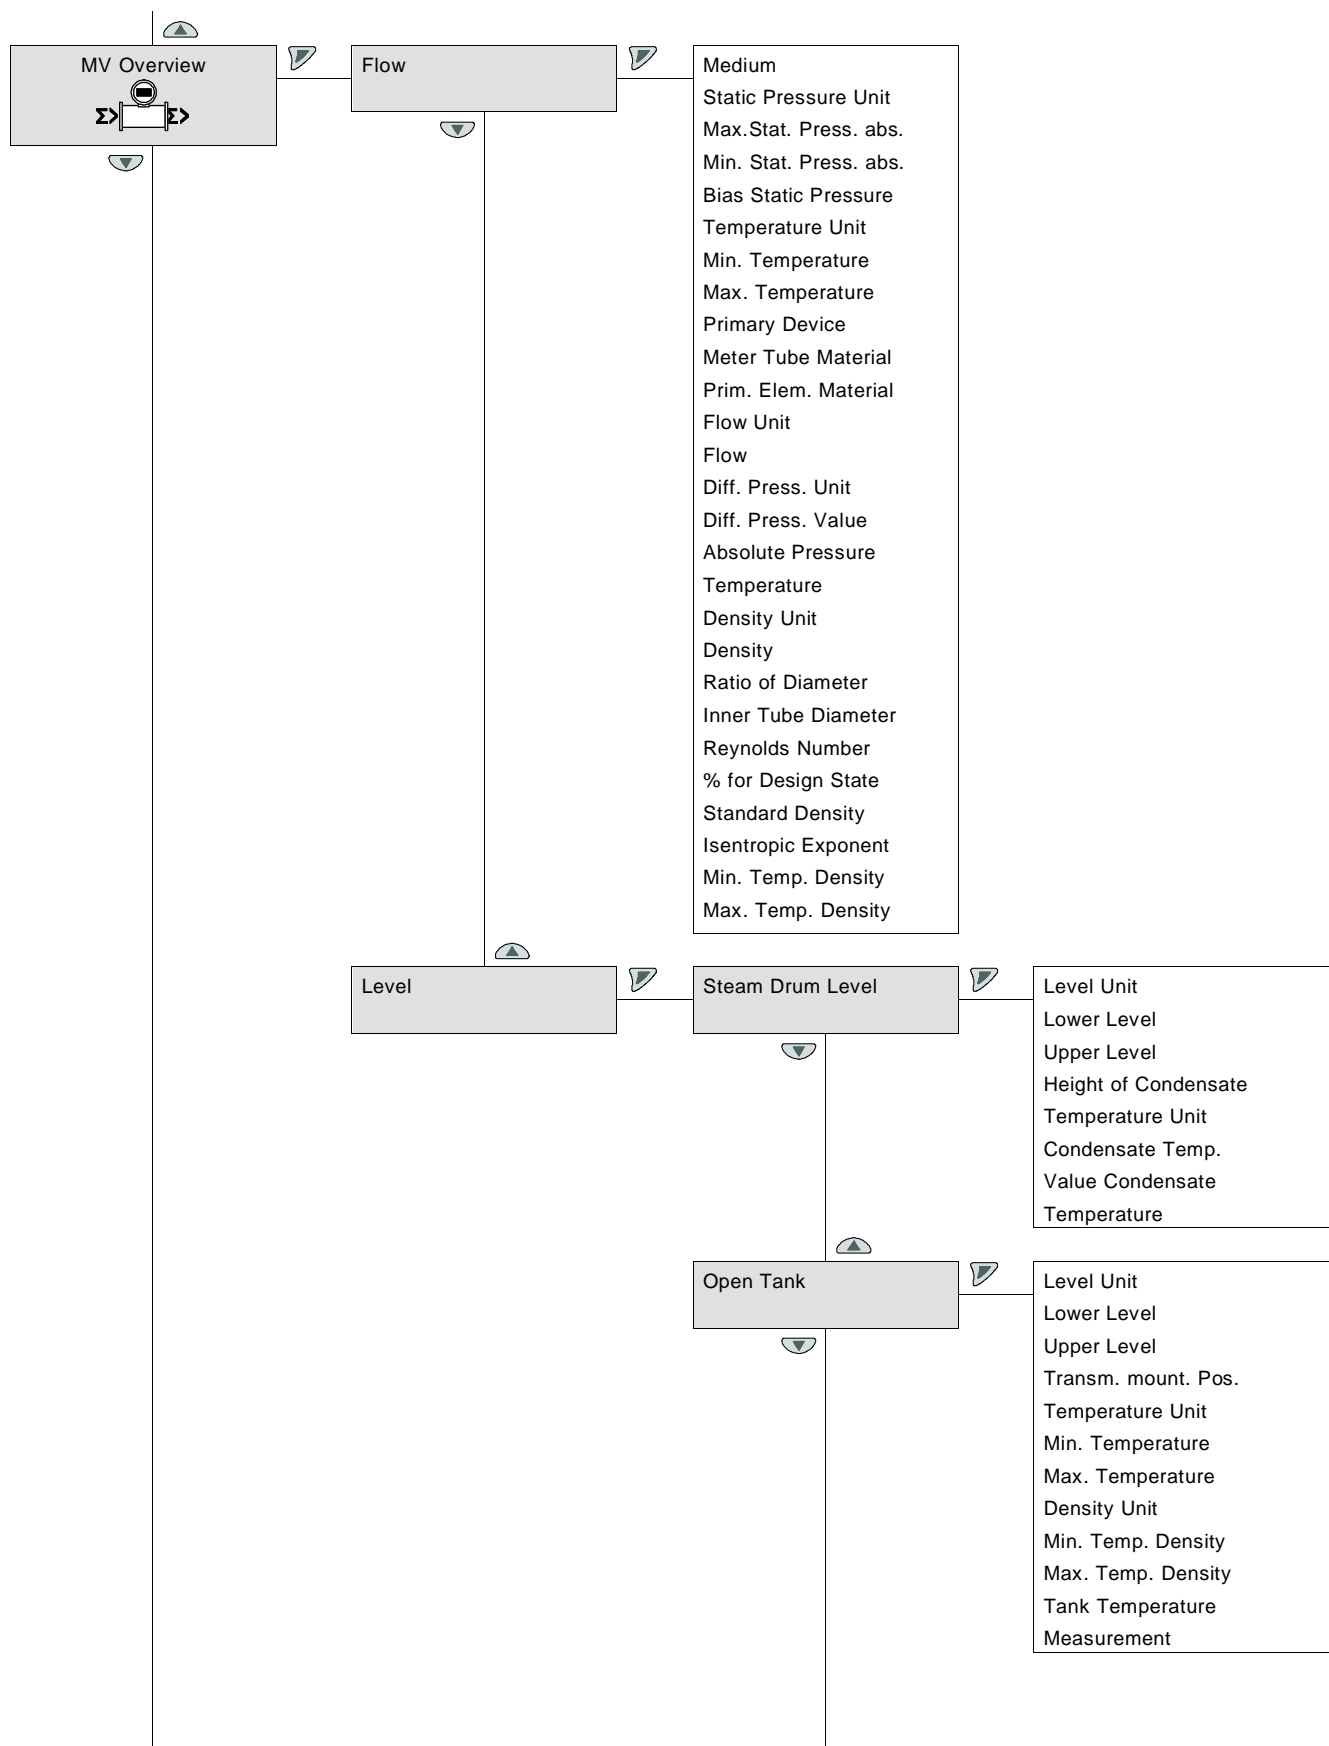 MV Overview
Σ> Σ>
Flow
Medium
Static Pressure Unit
Max.Stat. Press. abs.
Min. Stat. Press. abs.
Bias Static Pressure
Temperature Unit
Min. Temperature
Max. Temperature
Primary Device
Meter Tube Material
Prim. Elem. Material
Flow Unit
Flow
Diff. Press. Unit
Diff. Press. Value
Absolute Pressure
Temperature
Density Unit
Density
Ratio of Diameter
Inner Tube Diameter
Reynolds Number
% for Design State
Standard Density
Isentropic Exponent
Min. Temp. Density
Max. Temp. Density
Level
Steam Drum Level
Level Unit
Lower Level
Upper Level
Height of Condensate
Temperature Unit
Condensate Temp.
Value Condensate
Temperature
Open Tank
Level Unit
Lower Level
Upper Level
Transm. mount. Pos.
Temperature Unit
Min. Temperature
Max. Temperature
Density Unit
Min. Temp. Density
Max. Temp. Density
Tank Temperature
Measurement